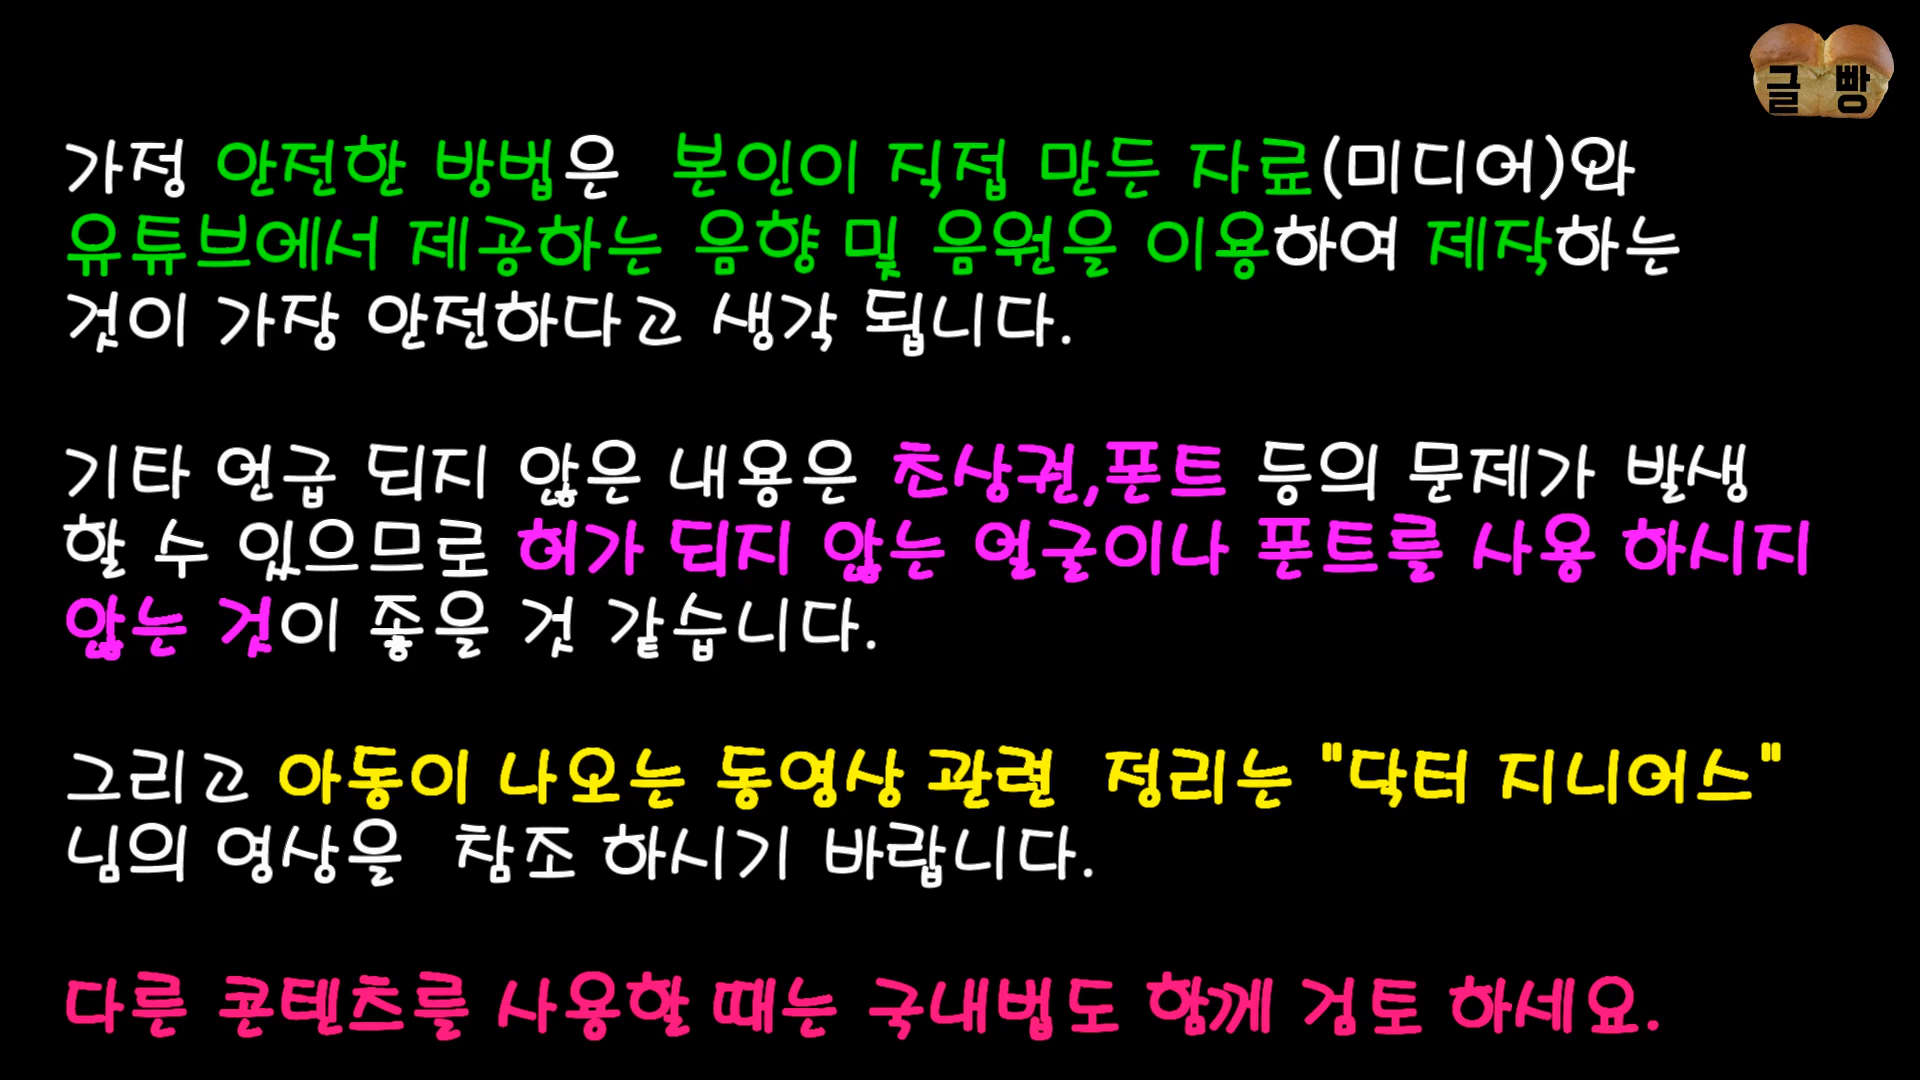 글 빵
가정 안전한 방법은 본인이 직접 만든 자료(미디어)와
유튜브에서 제공하는 음향 및 음원을 이용하여 제작하는
것이 가장 안전하다고 생각 됩니다.
기타 언급 되지 않은 내용은 초상권,폰트 등의 문제가 발생
할 수 있으므로 허가 되지 않는 얼굴이나 폰트를 사용 하시지
않는 것이 좋을 것 같습니다.
그리고 아동이 나오는 동영상 관련 정리는 "닥터 지니어스"
님의 영상을 참조 하시기 바랍니다.
다른 콘텐츠를 사용할 때는 국내법도 함께 검토 하세요.